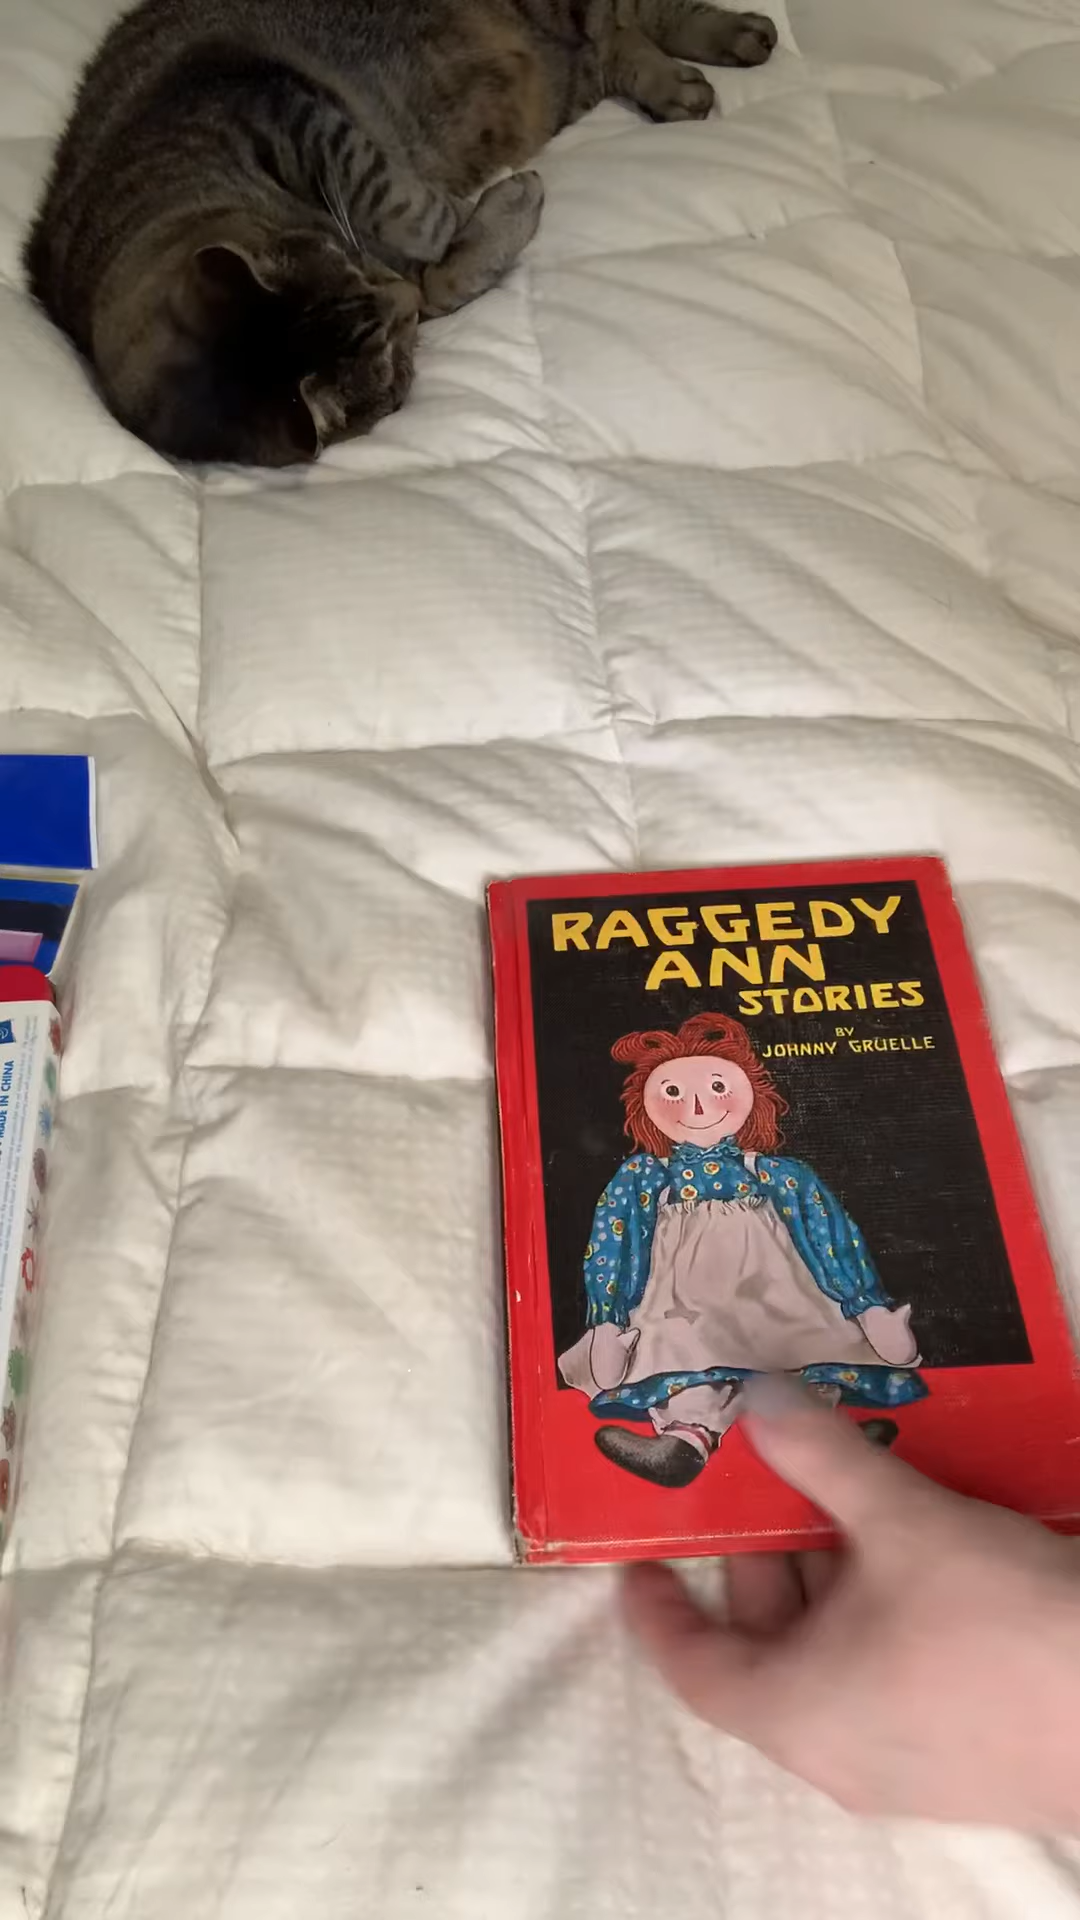 RAGGEDY
ANN
STORIES
BY
JOHNNY GRUELLE
MADE IN CHINA